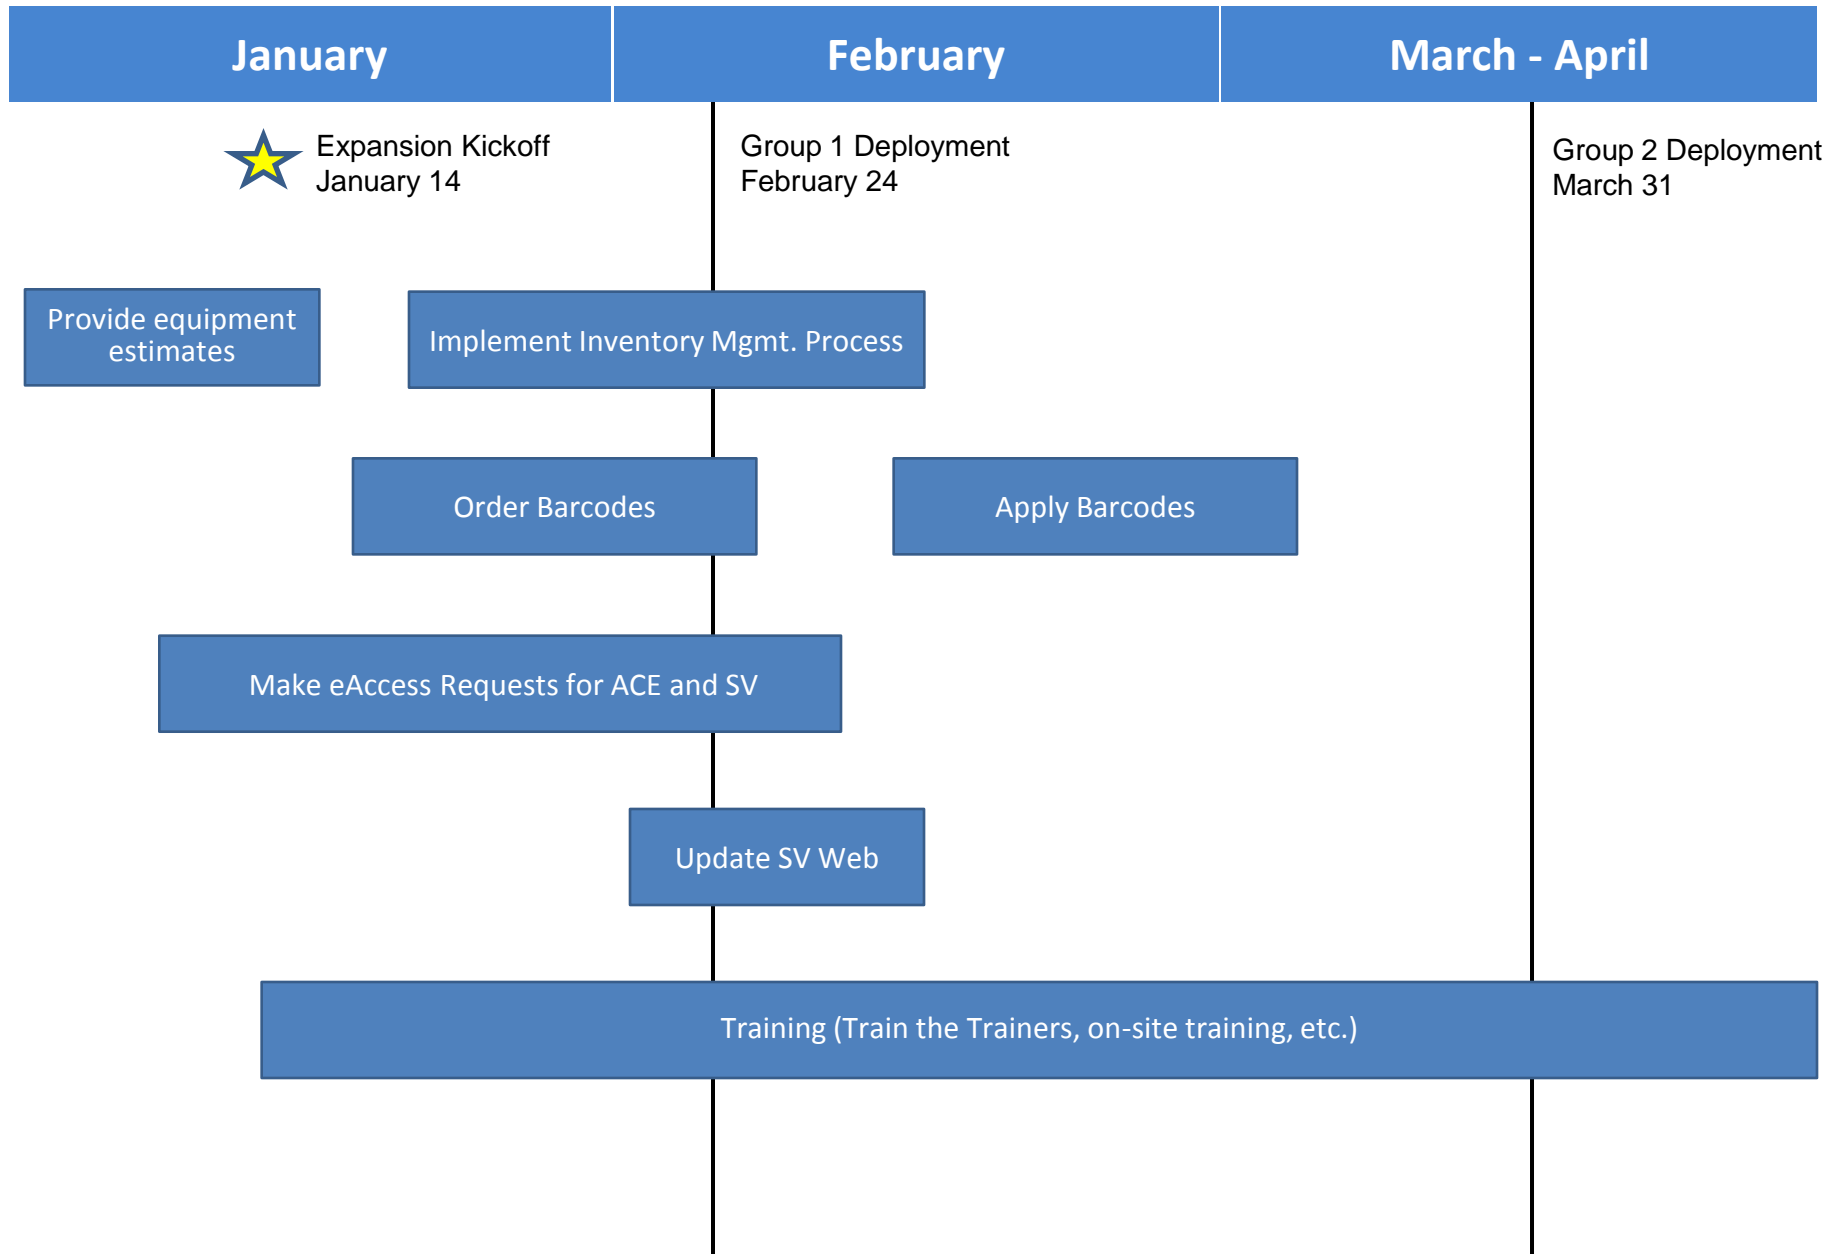 January
February
March - April
Expansion Kickoff
January 14
Group 1 Deployment
February 24
Group 2 Deployment
March 31
Provide equipment
estimates
Implement Inventory Mgmt. Process
Order Barcodes
Apply Barcodes
Make eAccess Requests for ACE and SV
Update SV Web
Training (Train the Trainers, on-site training, etc.)